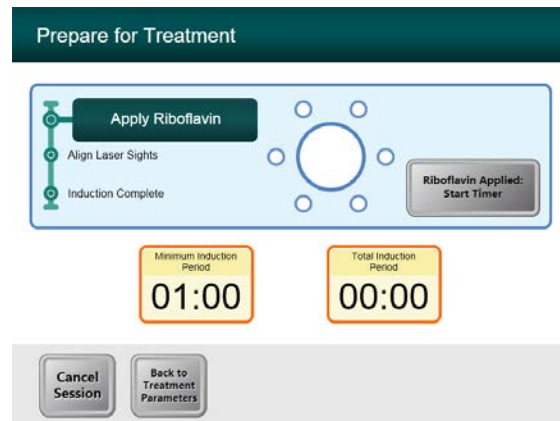 Prepare for Treatment
Apply Riboflavin
Align Laser Sights
Induction Complete
Riboflavin Applied:
Start Timer
Minimum Induction
Period
01:00
Total Induction
Period
00:00
Cancel
Session
Back to
Treatment
Parameters